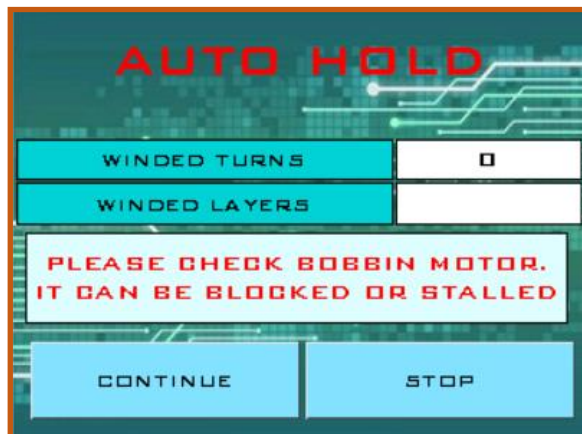 AUTO HOLD
WINDED TURNS 0
WINDED LAYERS
PLEASE CHECK BOBBIN MOTOR.
IT CAN BE BLOCKED OR STALLED
CONTINUE STOP